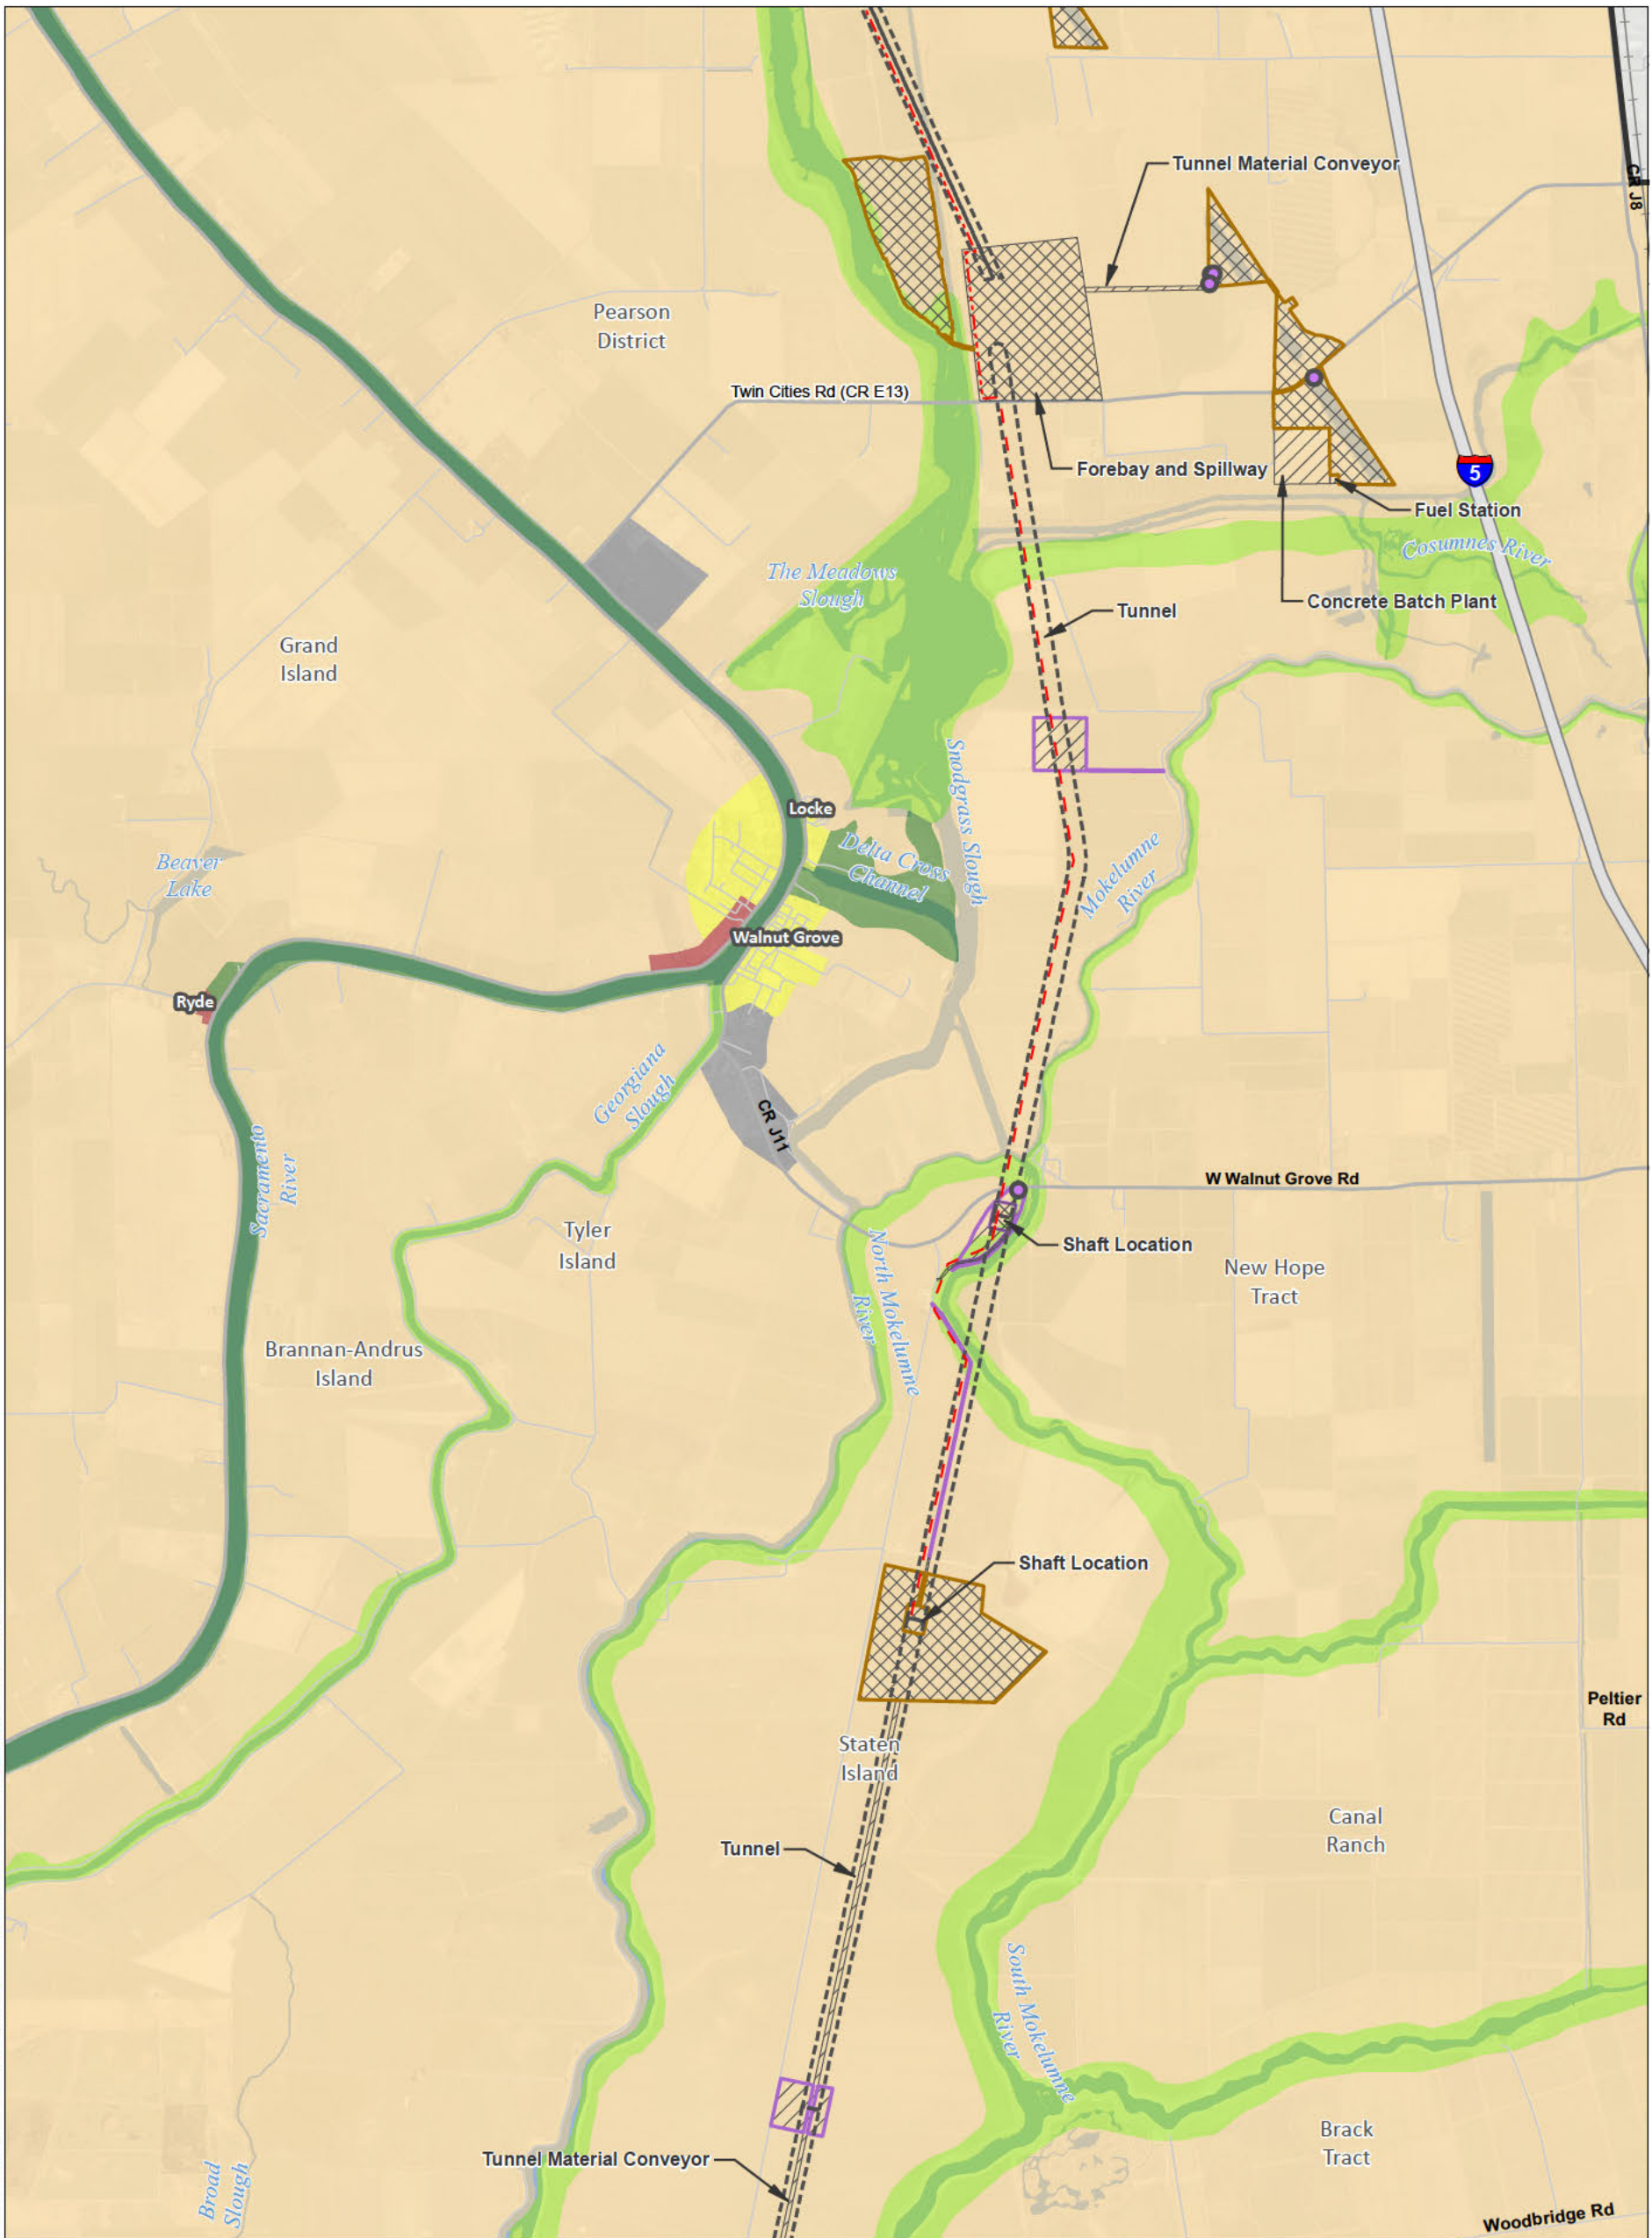 Tunnel Material Conveyor
CR J8
Pearson
District
Twin Cities Rd (CR E13)
Forebay and Spillway
5
Fuel Station
Cosumnes River
The Meadows
Slough
Concrete Batch Plant
Tunnel
Grand
Island
Snodgrass Slough
Locke
Delta Cross
Channel
Mokelumne
River
Beaver
Lake
Walnut Grove
Ryde
Georgiana
Slough
CR J11
Sacramento
River
W Walnut Grove Rd
Tyler
Island
Shaft Location
North Mokelumne
River
New Hope
Tract
Brannan-Andrus
Island
Shaft Location
Peltier
Rd
Staten
Island
Canal
Ranch
Tunnel
South Mokelumne
River
Brack
Tract
Tunnel Material Conveyor
Broad
Slough
Woodbridge Rd